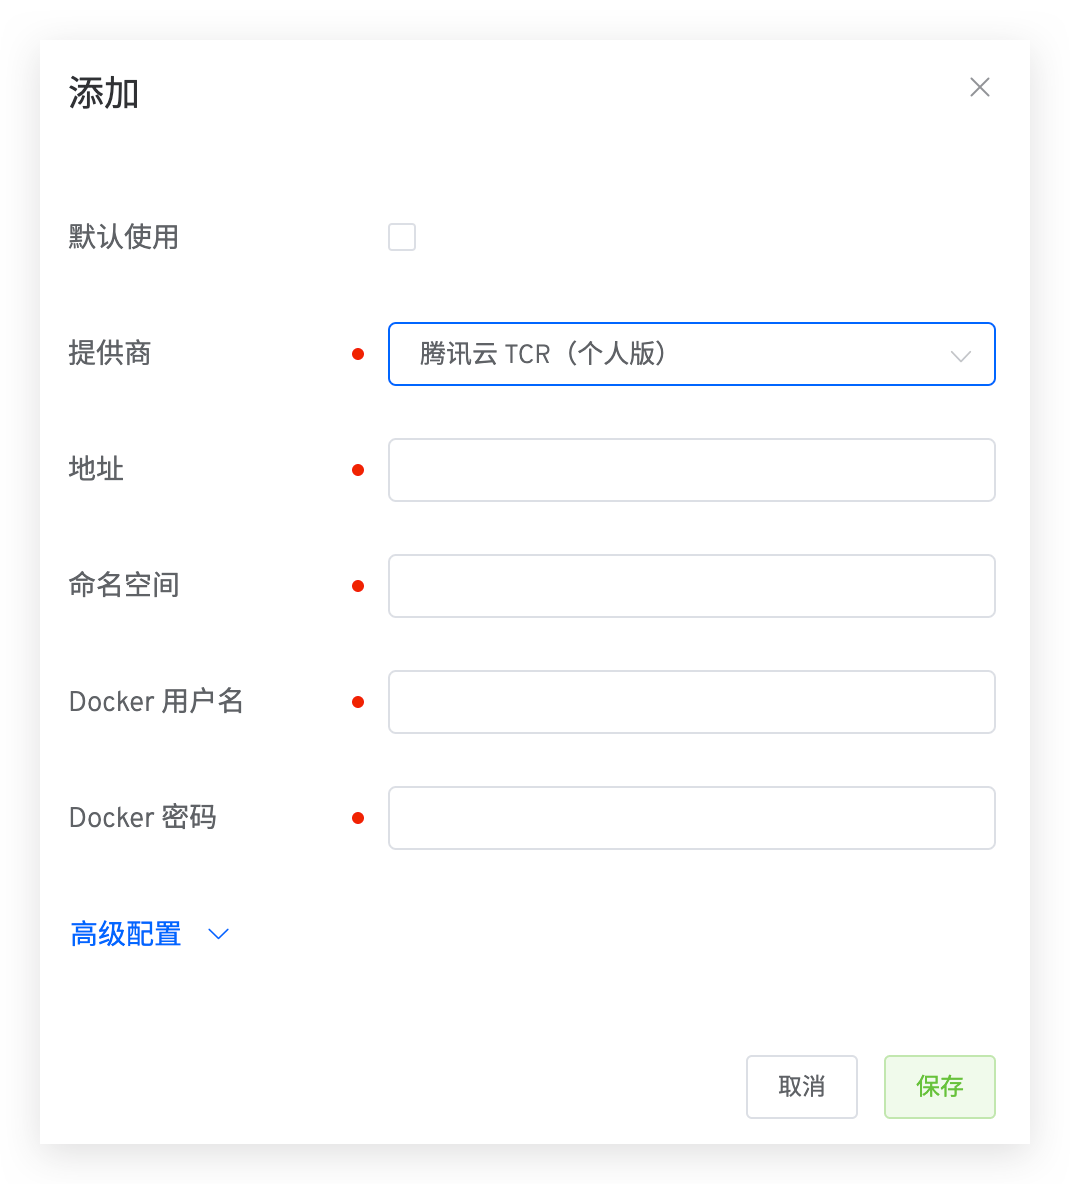 添加
默认使用
提供商
腾讯云 TCR（个人版）
地址
命名空间
Docker 用户名
Docker 密码
高级配置
取消
保存